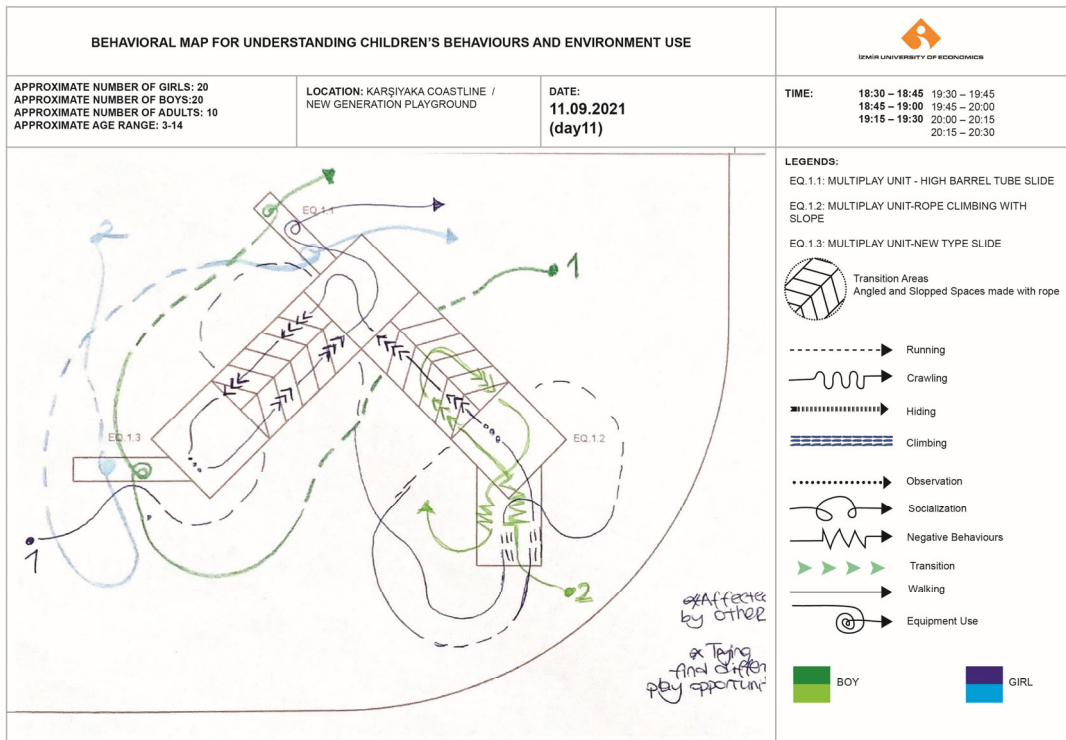 BEHAVIORAL MAP FOR UNDERSTANDING CHILDREN'S BEHAVIOURS AND ENVIRONMENT USE
İZMİR UNIVERSITY OF ECONOMICS
APPROXIMATE NUMBER OF GIRLS: 20
APPROXIMATE NUMBER OF BOYS:20
APPROXIMATE NUMBER OF ADULTS: 10
APPROXIMATE AGE RANGE: 3-14
LOCATION: KARŞIYAKA COASTLINE /
NEW GENERATION PLAYGROUND
DATE:
11.09.2021
(day11)
TIME:
18:30 – 18:45 19:30 – 19:45
18:45 – 19:00 19:45 – 20:00
19:15 – 19:30 20:00 – 20:15
20:15 – 20:30
EQ.1.1
2
1
EQ.1.3
EQ.1.2
1
2
*Affected
by other
* Trying
find differ
play opportuni
LEGENDS:
EQ.1.1: MULTIPLAY UNIT - HIGH BARREL TUBE SLIDE
EQ.1.2: MULTIPLAY UNIT-ROPE CLIMBING WITH
SLOPE
EQ.1.3: MULTIPLAY UNIT-NEW TYPE SLIDE
Transition Areas
Angled and Slopped Spaces made with rope
Running
Crawling
Hiding
Climbing
Observation
Socialization
Negative Behaviours
Transition
Walking
Equipment Use
BOY
GIRL